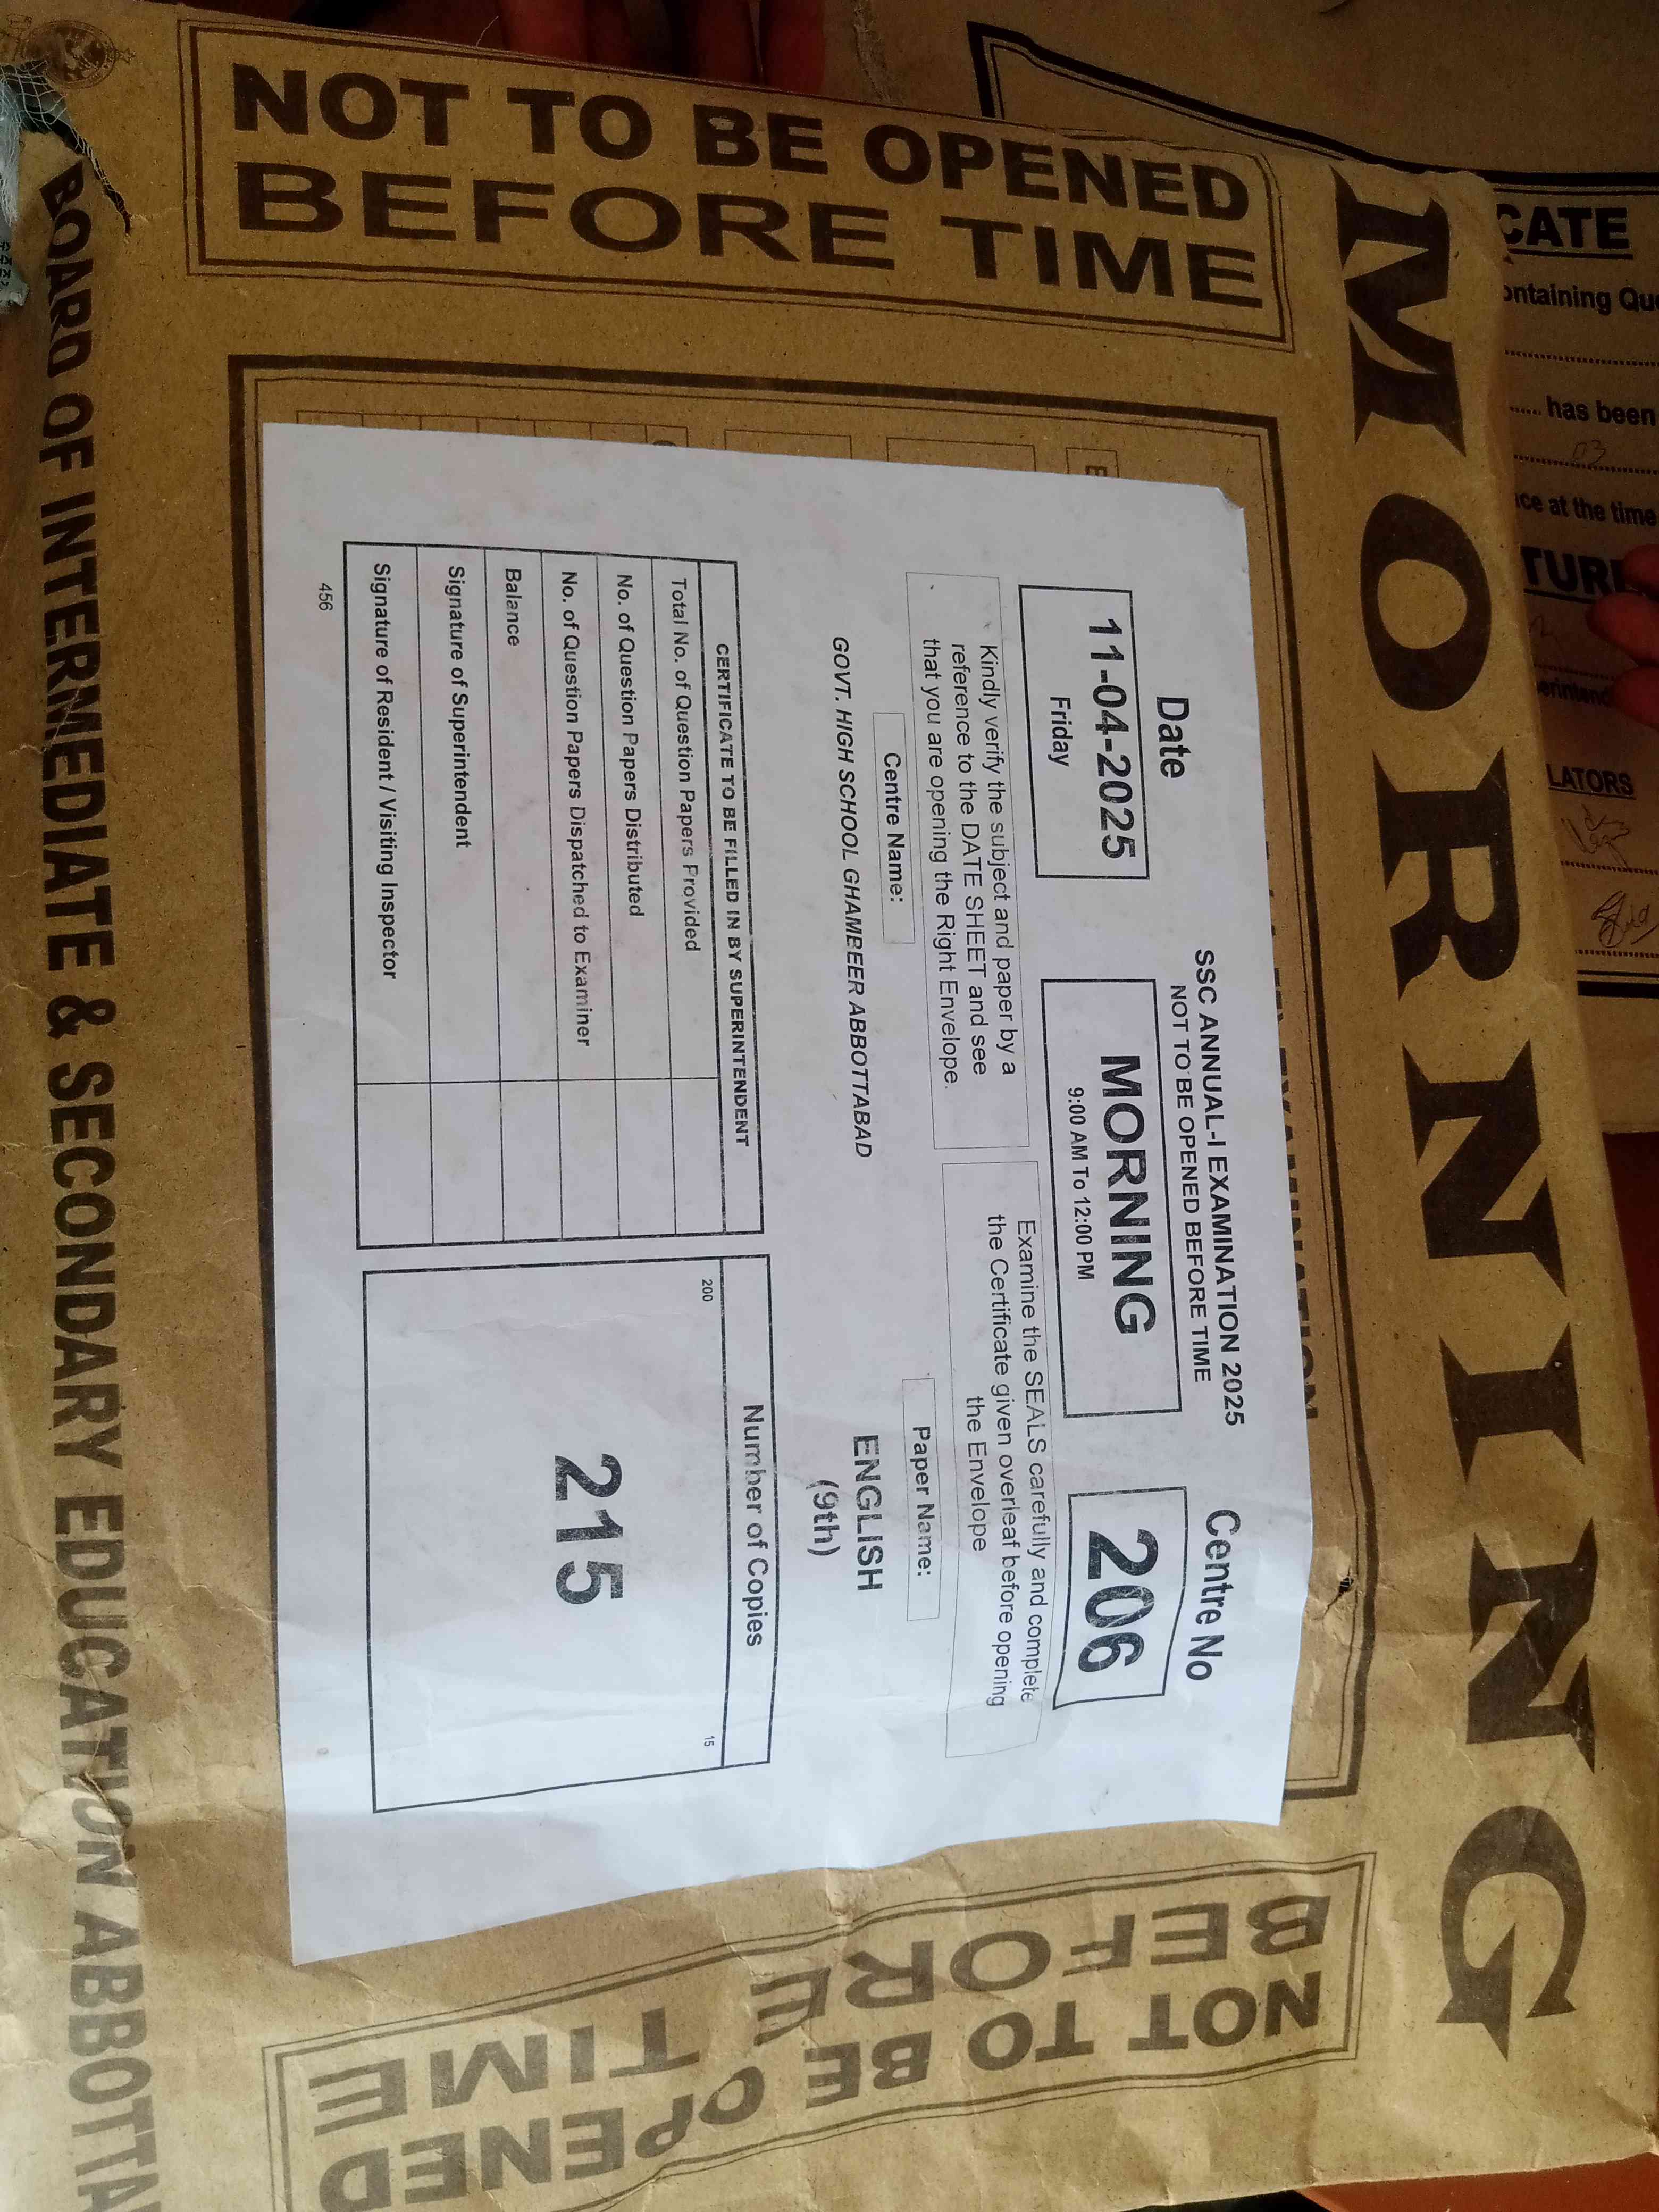 MORNING
NOT TO BE OPENED
BEFORE TIME
SSC ANNUAL-I EXAMINATION 2025
NOT TO BE OPENED BEFORE TIME
Date
11-04-2025
Friday
MORNING
9:00 AM To 12:00 PM
Centre No
206
Kindly verify the subject and paper by a
reference to the DATE SHEET and see
that you are opening the Right Envelope.
Examine the SEALS carefully and complete
the Certificate given overleaf before opening
the Envelope
Centre Name:
GOVT. HIGH SCHOOL GHAMBEER ABBOTTABAD
Paper Name:
ENGLISH
(9th)
CERTIFICATE TO BE FILLED IN BY SUPERINTENDENT
Total No. of Question Papers Provided
No. of Question Papers Distributed
No. of Question Papers Dispatched to Examiner
Balance
Signature of Superintendent
Signature of Resident / Visiting Inspector
456
Number of Copies
200
15
215
NOT TO BE OPENED
BEFORE TIME
BOARD OF INTERMEDIATE & SECONDARY EDUCATION ABBOTTA
CATE
ontaining Qu
has been
03
ce at the time
TUR
erintend
LATORS